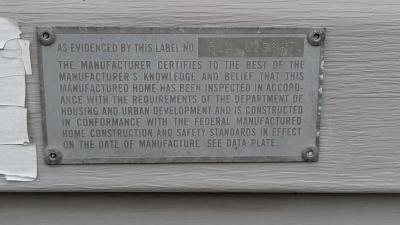 AS EVIDENCED BY THIS LABEL NO.
THE MANUFACTURER CERTIFIES TO THE BEST OF THE
MANUFACTURER'S KNOWLEDGE AND BELIEF THAT THIS
MANUFACTURED HOME HAS BEEN INSPECTED IN ACCORD-
ANCE WITH THE REQUIREMENTS OF THE DEPARTMENT OF
HOUSING AND URBAN DEVELOPMENT AND IS CONSTRUCTED
IN CONFORMANCE WITH THE FEDERAL MANUFACTURED
HOME CONSTRUCTION AND SAFETY STANDARDS IN EFFECT
ON THE DATE OF MANUFACTURE. SEE DATA PLATE.